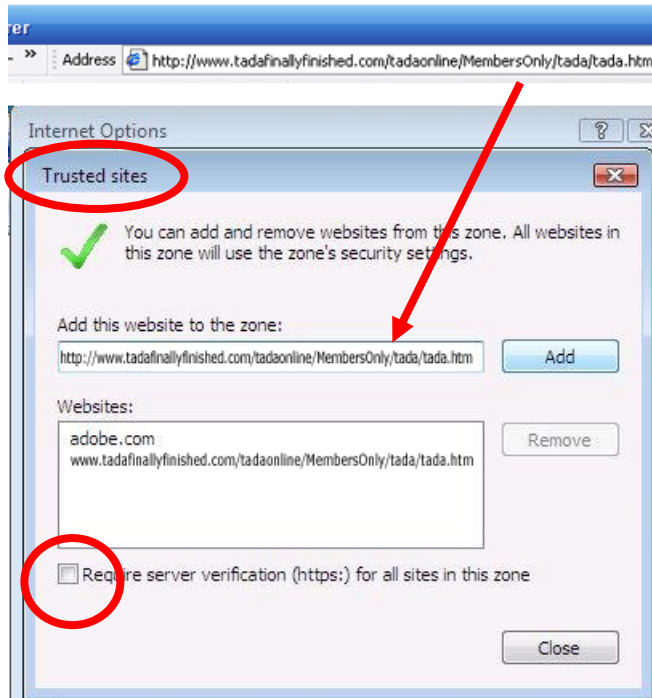 rer
» Address http://www.tadafinallyfinished.com/tadaonline/MembersOnly/tada/tada.htm
Internet Options
Trusted sites
You can add and remove websites from this zone. All websites in
this zone will use the zone's security settings.
Add this website to the zone:
http://www.tadafinallyfinished.com/tadaonline/MembersOnly/tada/tada.htm Add
Websites:
adobe.com Remove
www.tadafinallyfinished.com/tadaonline/MembersOnly/tada/tada.htm
Require server verification (https:) for all sites in this zone
Close